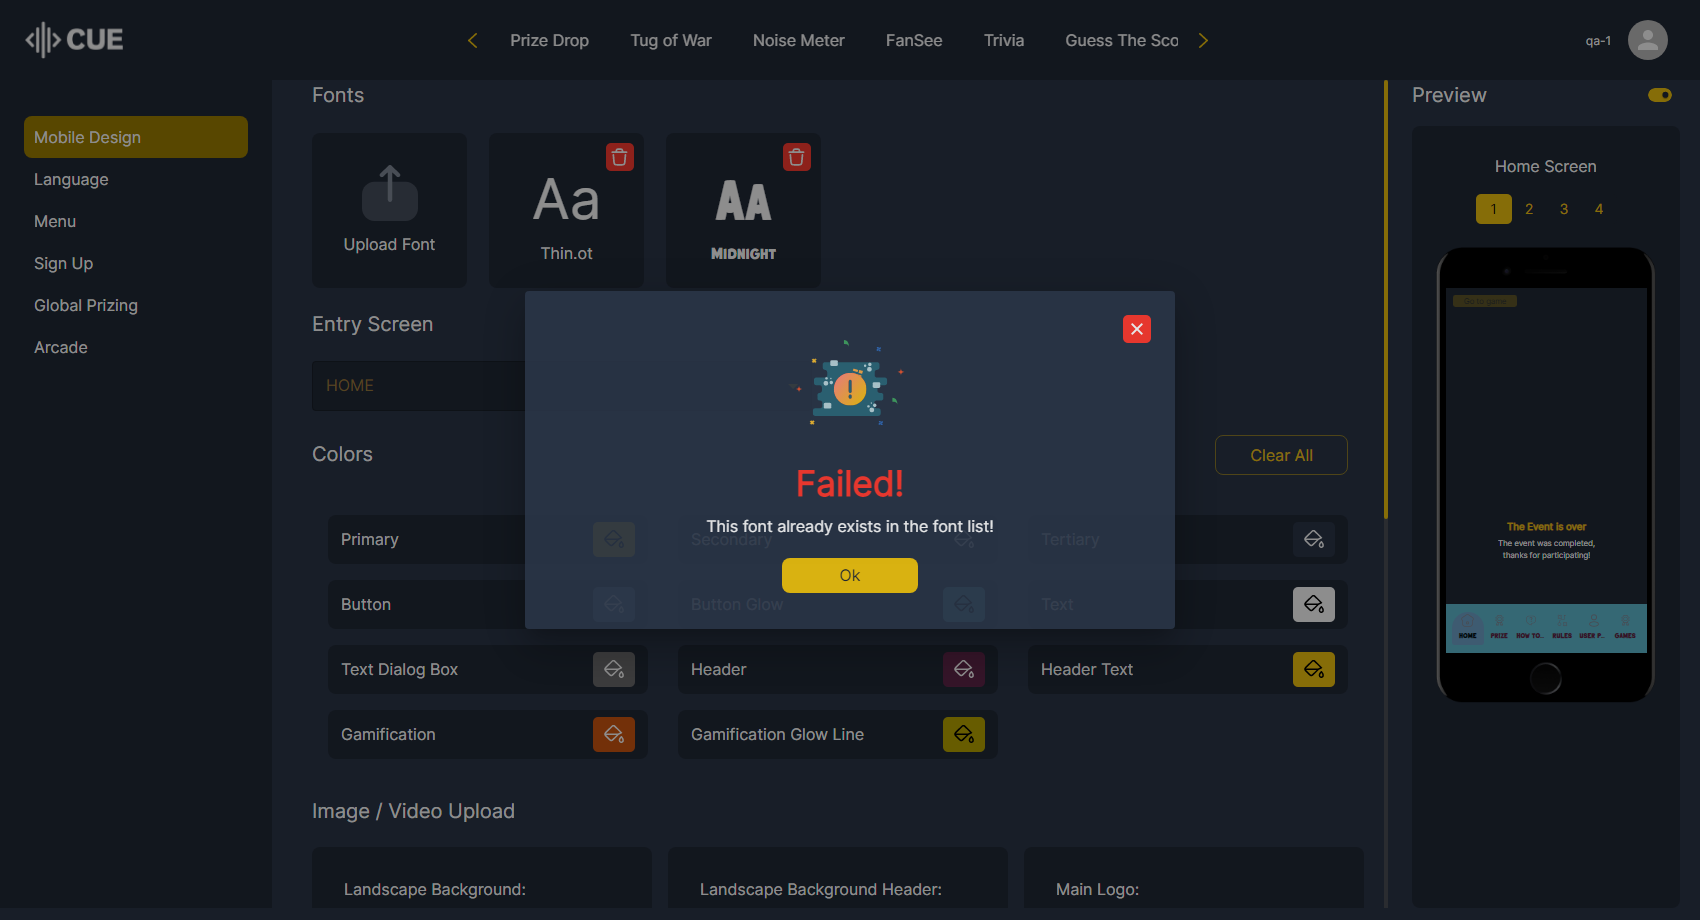 CUE
Prize Drop
Tug of War
Noise Meter
FanSee
Trivia
Guess The Sco
qa-1
Mobile Design
Language
Menu
Sign Up
Global Prizing
Arcade
Fonts
Upload Font
Aa
Thin.ot
AA
MIDNIGHT
Entry Screen
HOME
Colors
Clear All
Failed!
This font already exists in the font list!
Ok
Primary
Secondary
Tertiary
Button
Button Glow
Text
Text Dialog Box
Header
Header Text
Gamification
Gamification Glow Line
Image / Video Upload
Landscape Background:
Landscape Background Header:
Main Logo:
Preview
Home Screen
1 2 3 4
Go to game
The Event is over
The event was completed,
thanks for participating!
HOME
PRIZE
HOW TO..
RULES
USER P..
GAMES